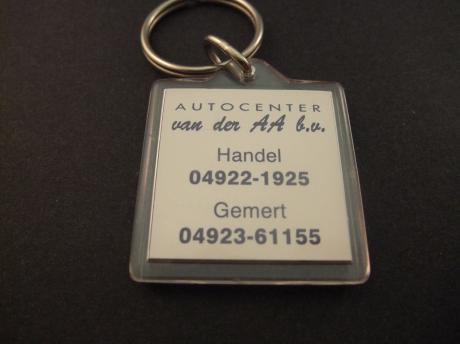 AUTOCENTER
van der AA b.v.
Handel
04922-1925
Gemert
04923-61155